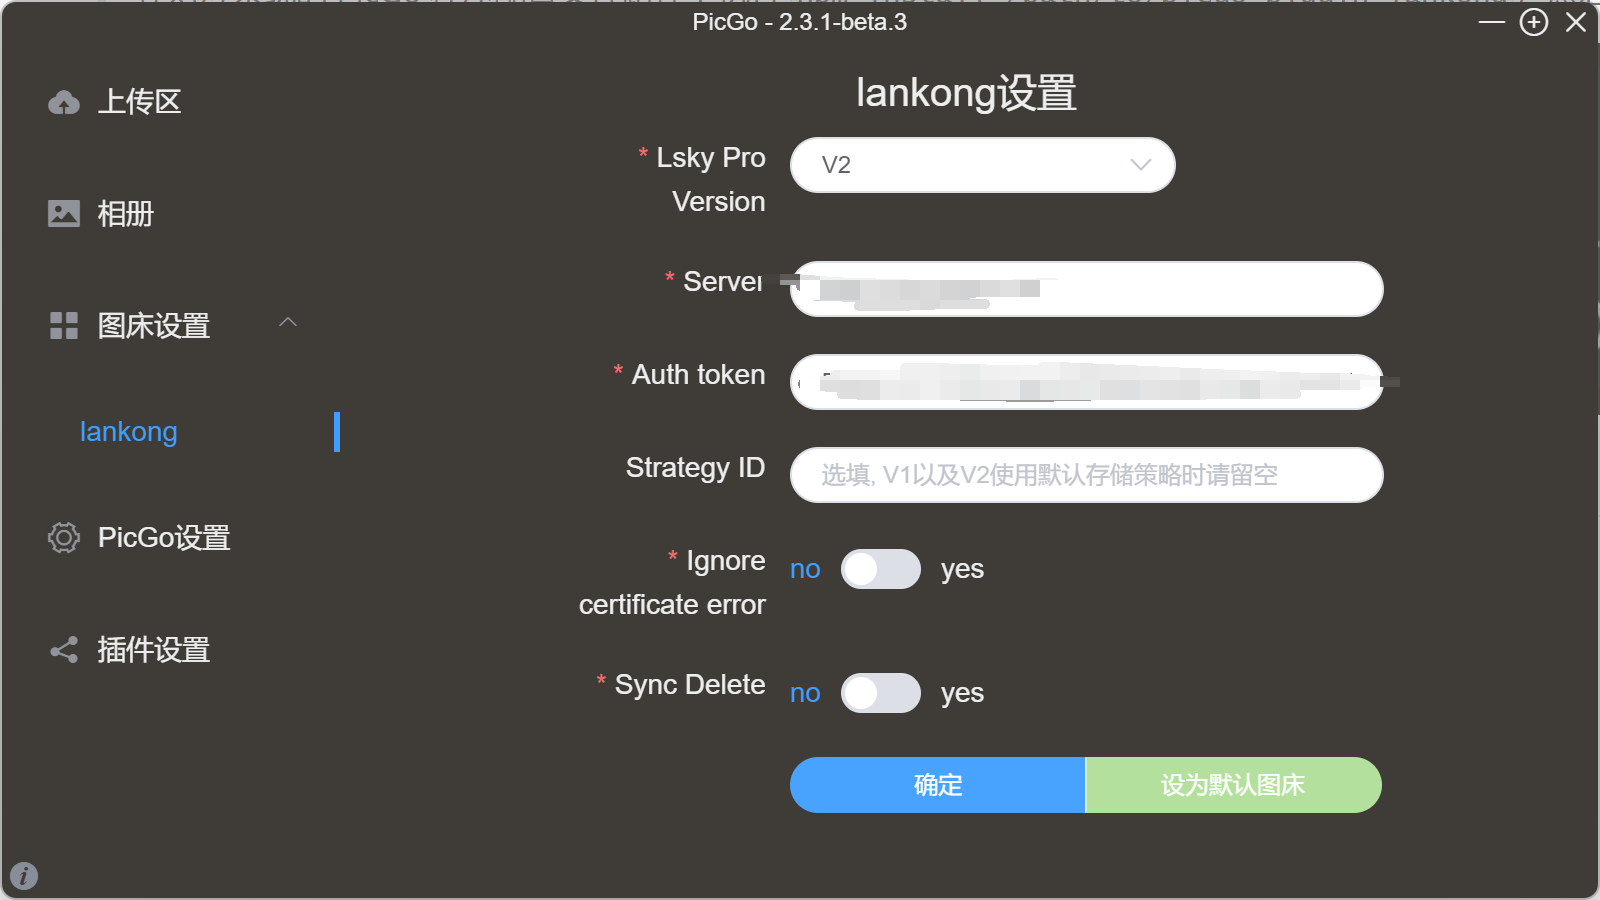 PicGo - 2.3.1-beta.3
上传区
相册
图床设置
lankong
PicGo设置
插件设置
lankong设置
* Lsky Pro
Version
V2
* Server
* Auth token
Strategy ID
选填, V1以及V2使用默认存储策略时请留空
* Ignore
certificate error
no
yes
* Sync Delete
no
yes
确定
设为默认图床